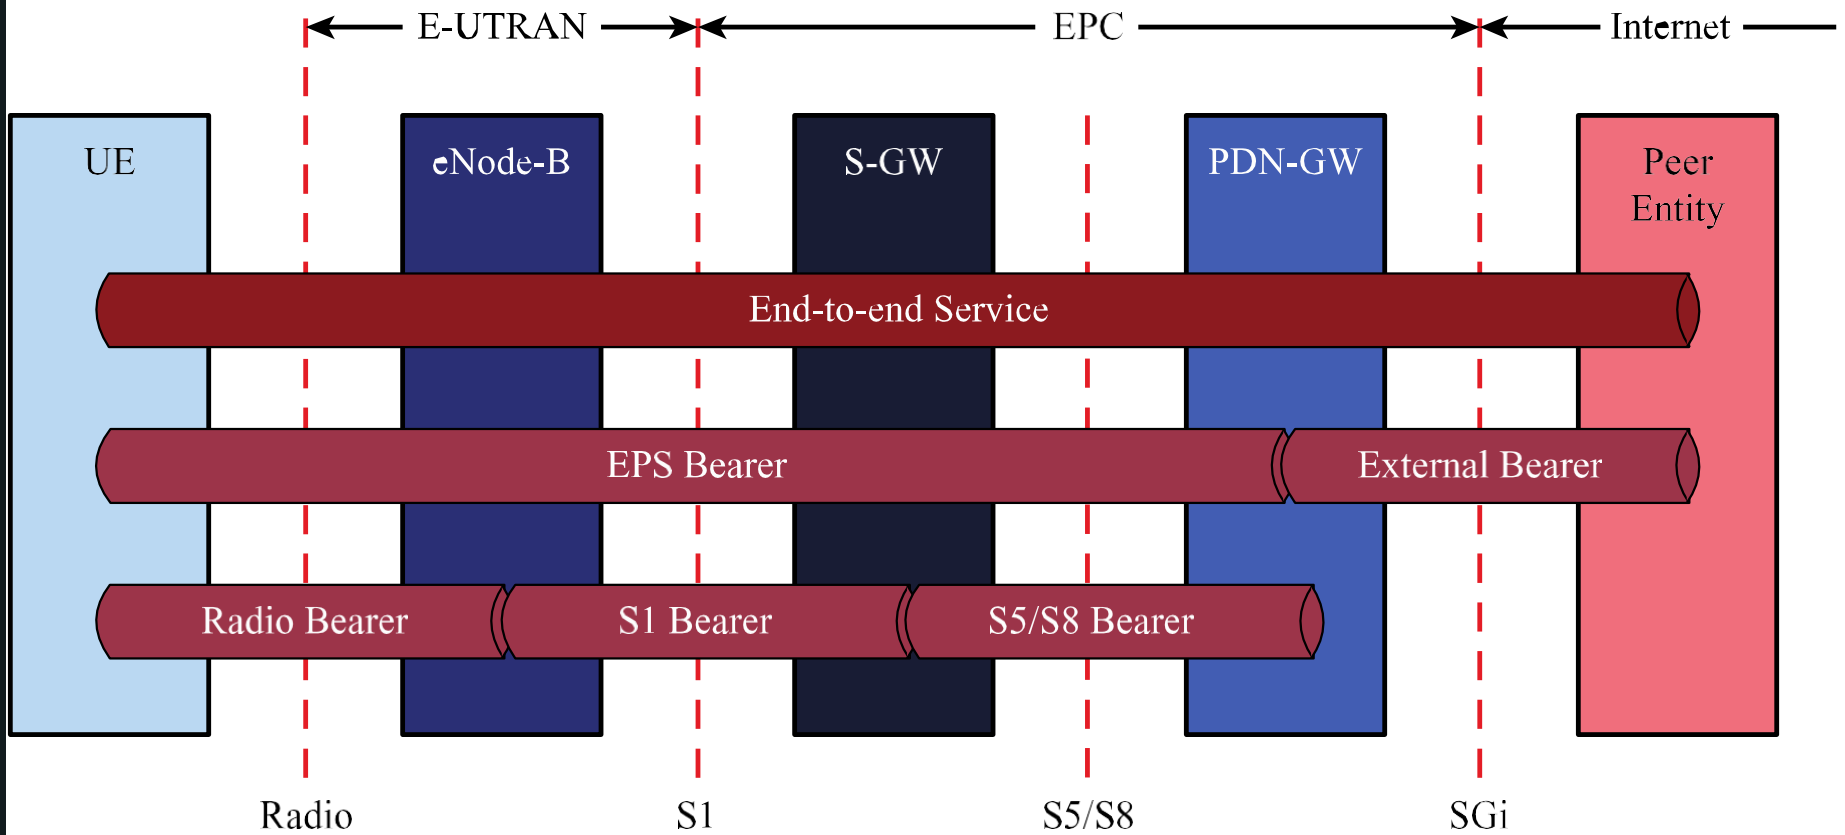 E-UTRAN EPC Internet
UE eNode-B S-GW PDN-GW Peer
Entity
End-to-end Service
EPS Bearer External Bearer
Radio Bearer S1 Bearer S5/S8 Bearer
Radio S1 S5/S8 SGi